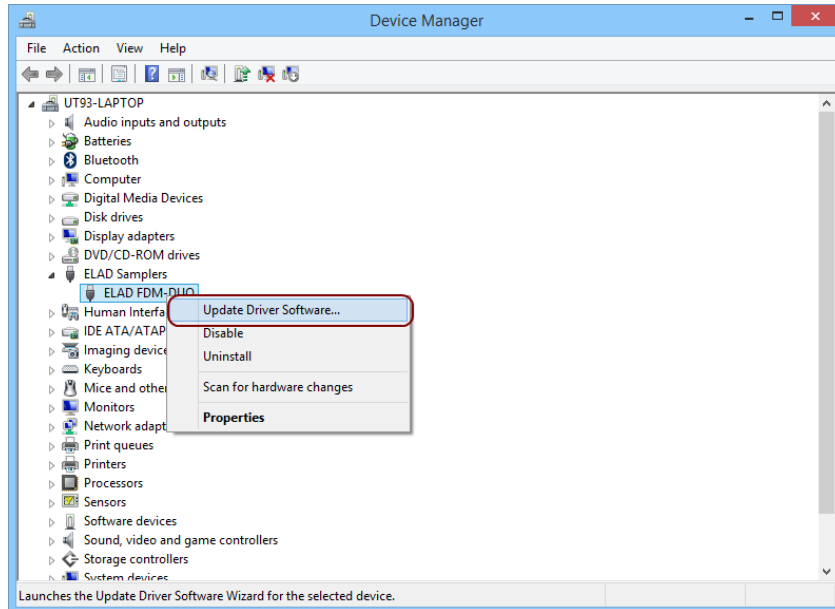 Device Manager
File Action View Help
UT93-LAPTOP
Audio inputs and outputs
Batteries
Bluetooth
Computer
Digital Media Devices
Disk drives
Display adapters
DVD/CD-ROM drives
ELAD Samplers
ELAD FDM-DUO
Update Driver Software...
Human Interfa
Disable
IDE ATA/ATAP
Uninstall
Imaging device
Keyboards
Scan for hardware changes
Mice and other
Monitors
Properties
Network adapt
Print queues
Printers
Processors
Sensors
Software devices
Sound, video and game controllers
Storage controllers
System devices
Launches the Update Driver Software Wizard for the selected device.